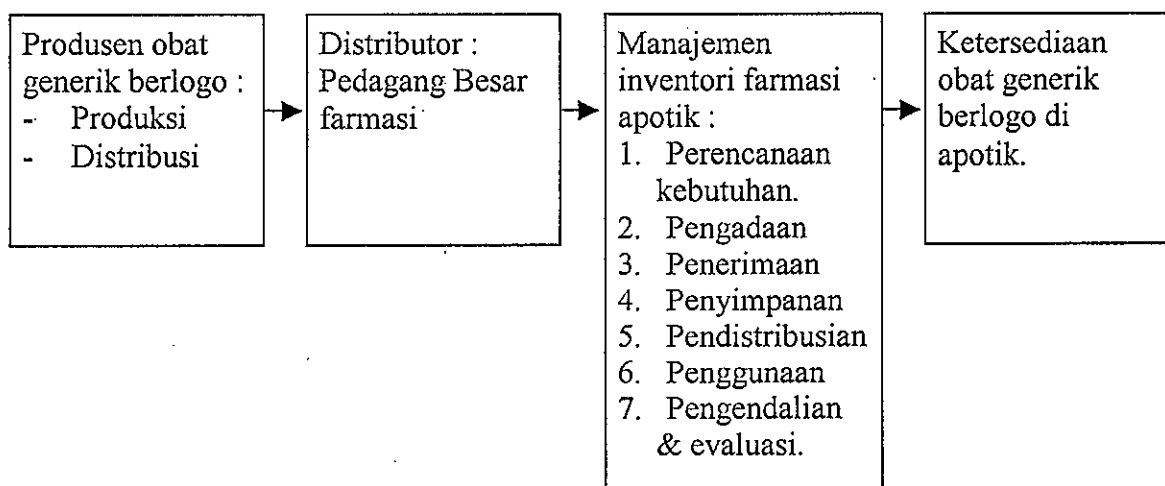 Produsen obat
generik berlogo :
- Produksi
- Distribusi
Distributor :
Pedagang Besar
farmasi
Manajemen
inventori farmasi
apotik :
1. Perencanaan
kebutuhan.
2. Pengadaan
3. Penerimaan
4. Penyimpanan
5. Pendistribusian
6. Penggunaan
7. Pengendalian
& evaluasi.
Ketersediaan
obat generik
berlogo di
apotik.